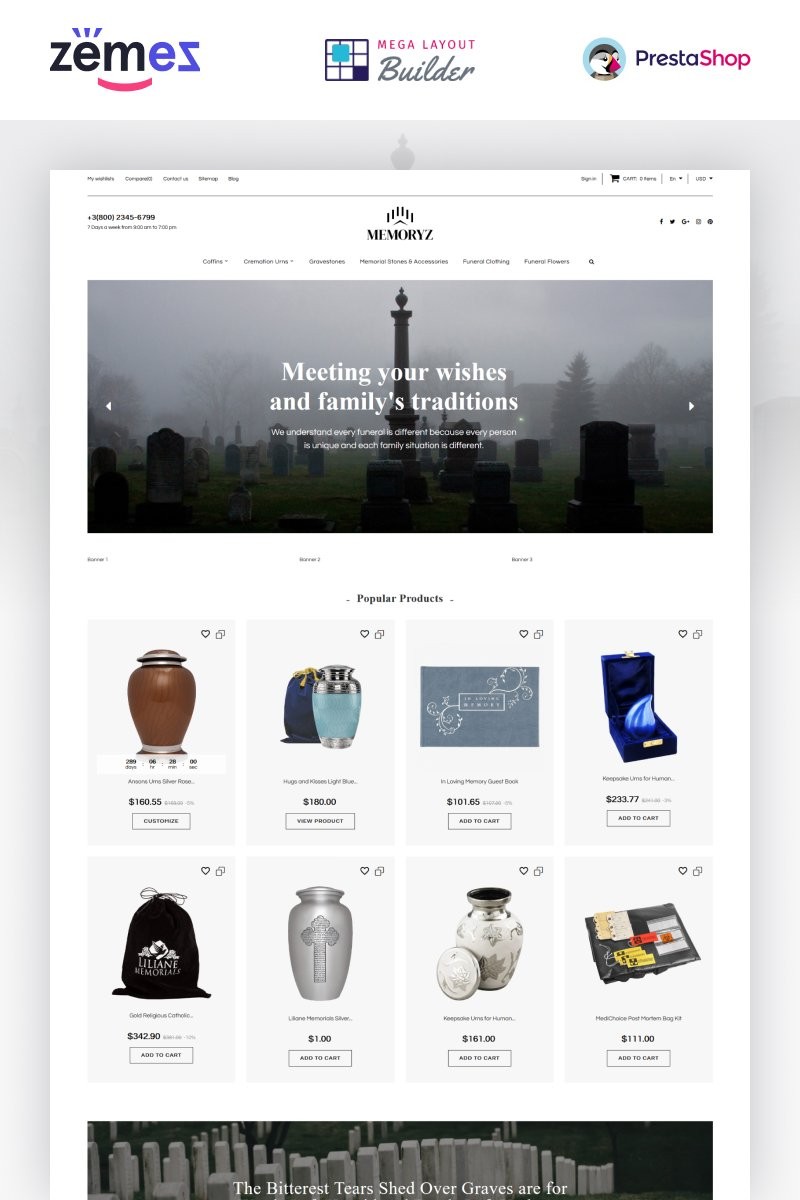 zemes
MEGA LAYOUT
Builder
PrestaShop
My wishlists Compare(0) Contact us Sitemap Blog
Sign in CART: 0 items En USD
+3(800) 2345-6799
7 Days a week from 9:00 am to 7:00 pm
MEMORYZ
Coffins Cremation Urns Gravestones Memorial Stones & Accessories Funeral Clothing Funeral Flowers
Meeting your wishes
and family's traditions
We understand every funeral is different because every person
is unique and each family situation is different.
Banner 1 Banner 2 Banner 3
- Popular Products -
IN LOVING
MEMORY
289 : 06 : 28 : 00
days hr min sec
Ansons Urns Silver Rose...
$160.55 $169.00 -5%
CUSTOMIZE
Hugs and Kisses Light Blue...
$180.00
VIEW PRODUCT
In Loving Memory Guest Book
$101.65 $107.00 -5%
ADD TO CART
Keepsake Urns for Human...
$233.77 $241.00 -3%
ADD TO CART
LILIANE
MEMORIALS
Gold Religious Catholic...
$342.90 $381.00 -10%
ADD TO CART
Liliane Memorials Silver...
$1.00
ADD TO CART
Keepsake Urns for Human...
$161.00
ADD TO CART
MediChoice Post Mortem Bag Kit
$111.00
ADD TO CART
The Bitterest Tears Shed Over Graves are for